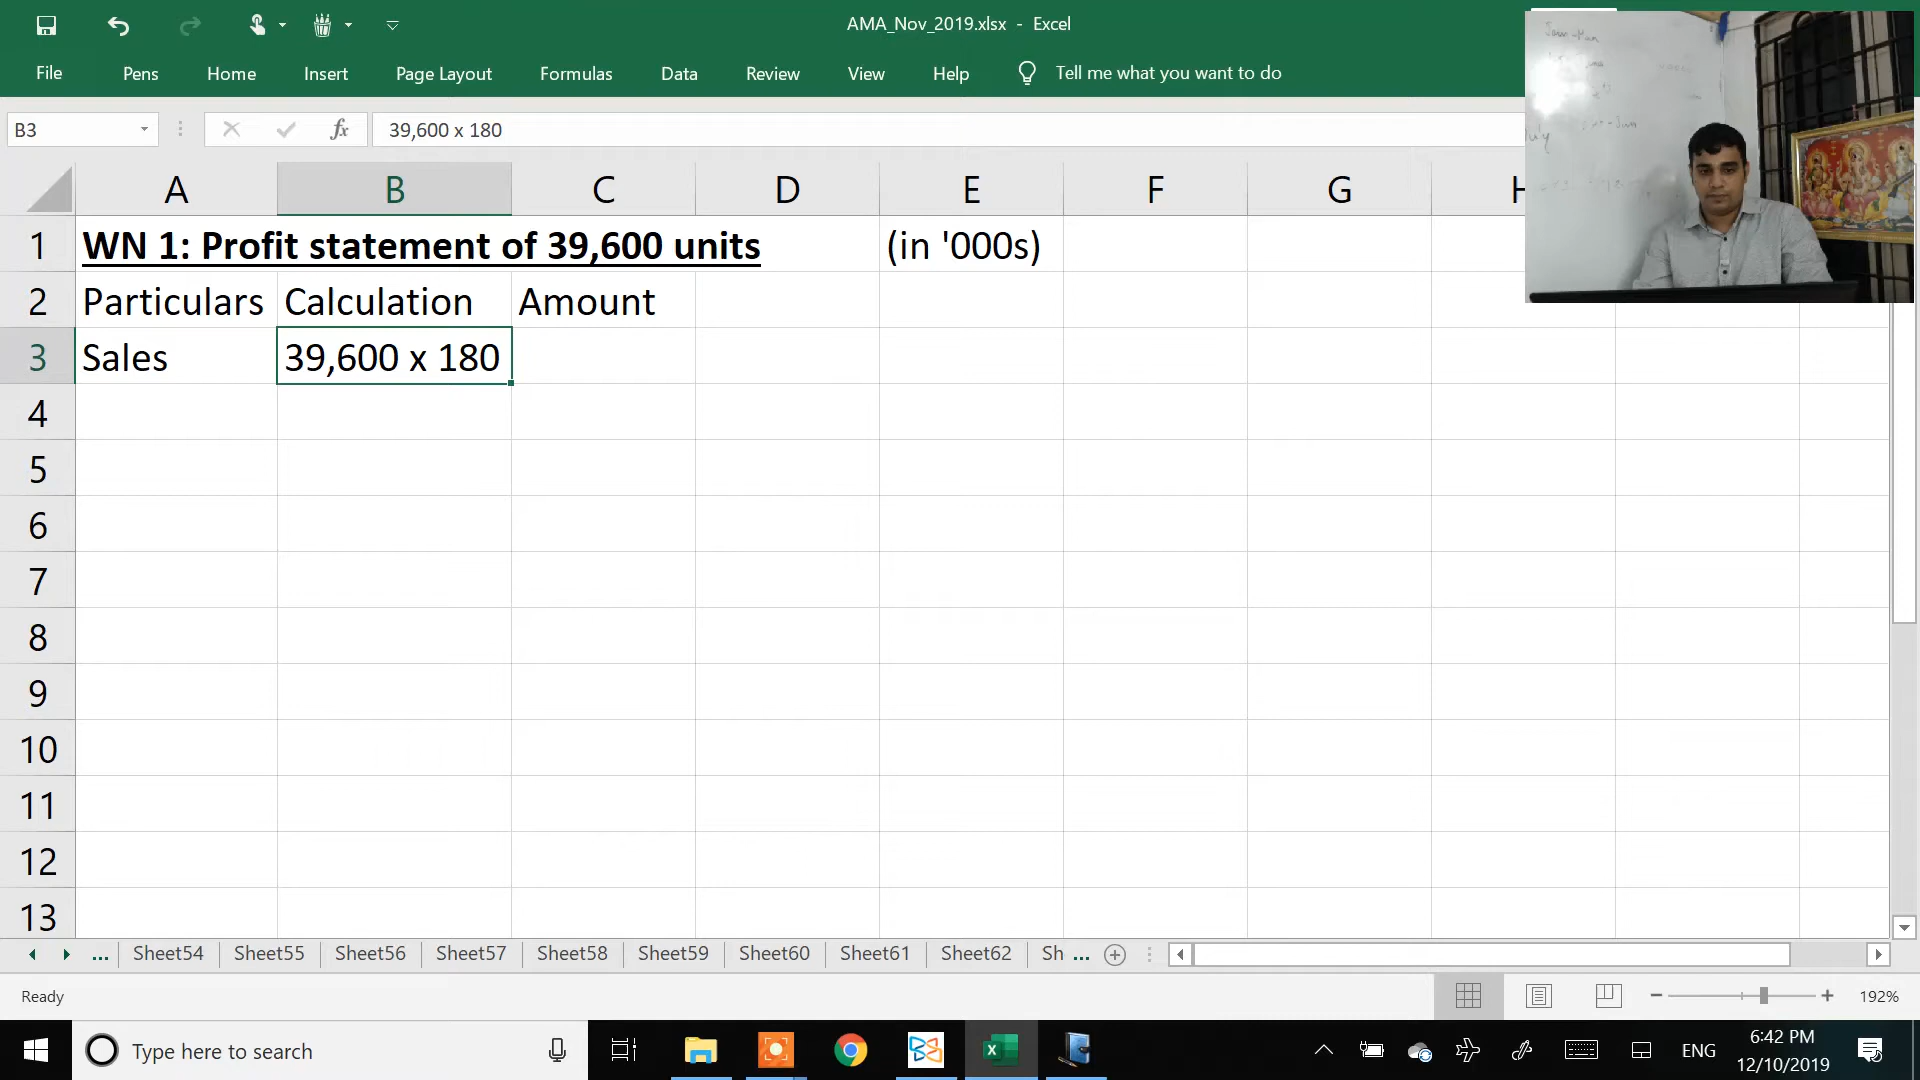 AMA_Nov_2019.xlsx - Excel
File Pens Home Insert Page Layout Formulas Data Review View Help Tell me what you want to do
B3 fx 39,600 x 180
A B C D E F G H
1 WN 1: Profit statement of 39,600 units (in '000s)
2 Particulars Calculation Amount
3 Sales 39,600 x 180
4
5
6
7
8
9
10
11
12
13
... Sheet54 Sheet55 Sheet56 Sheet57 Sheet58 Sheet59 Sheet60 Sheet61 Sheet62 Sh ...
Ready 192%
Type here to search ENG 6:42 PM
12/10/2019